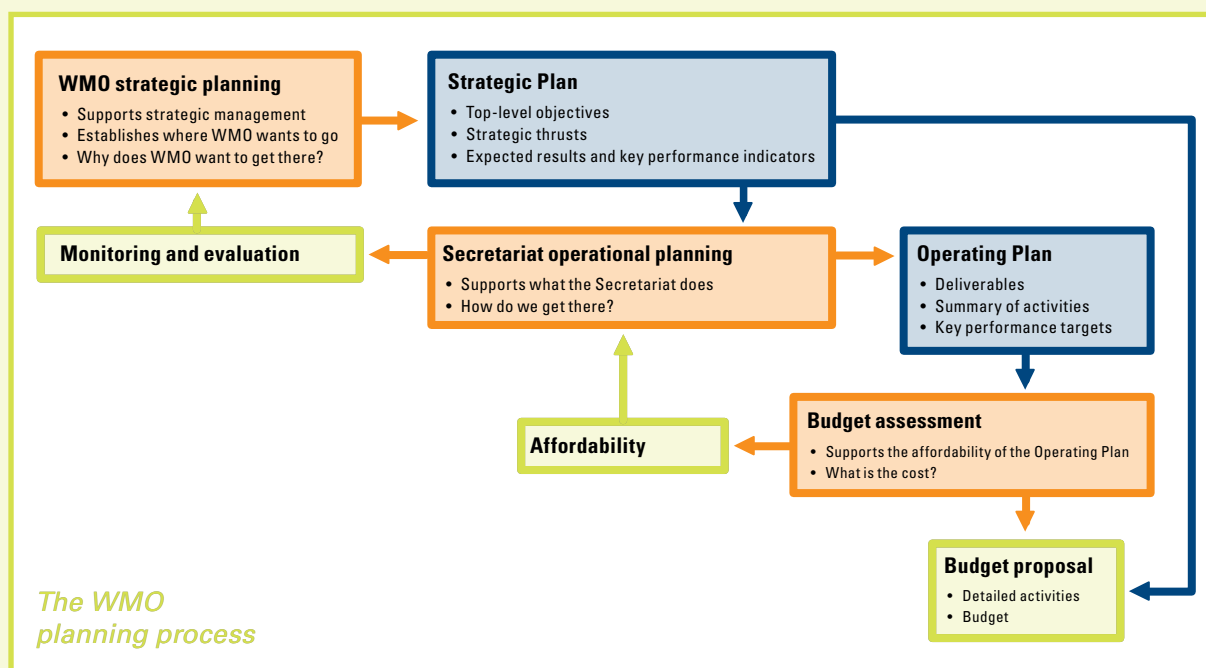 WMO strategic planning
• Supports strategic management
• Establishes where WMO wants to go
• Why does WMO want to get there?
Strategic Plan
• Top-level objectives
• Strategic thrusts
• Expected results and key performance indicators
Monitoring and evaluation
Secretariat operational planning
• Supports what the Secretariat does
• How do we get there?
Operating Plan
• Deliverables
• Summary of activities
• Key performance targets
Affordability
Budget assessment
• Supports the affordability of the Operating Plan
• What is the cost?
Budget proposal
• Detailed activities
• Budget
The WMO
planning process